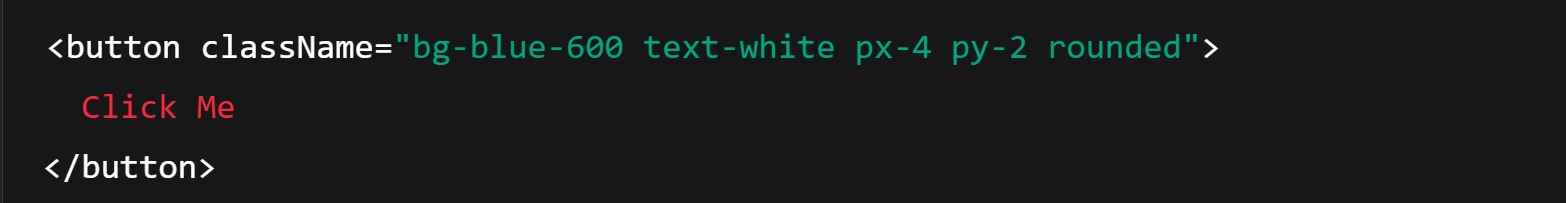 <button className="bg-blue-600 text-white px-4 py-2 rounded">
  Click Me
</button>